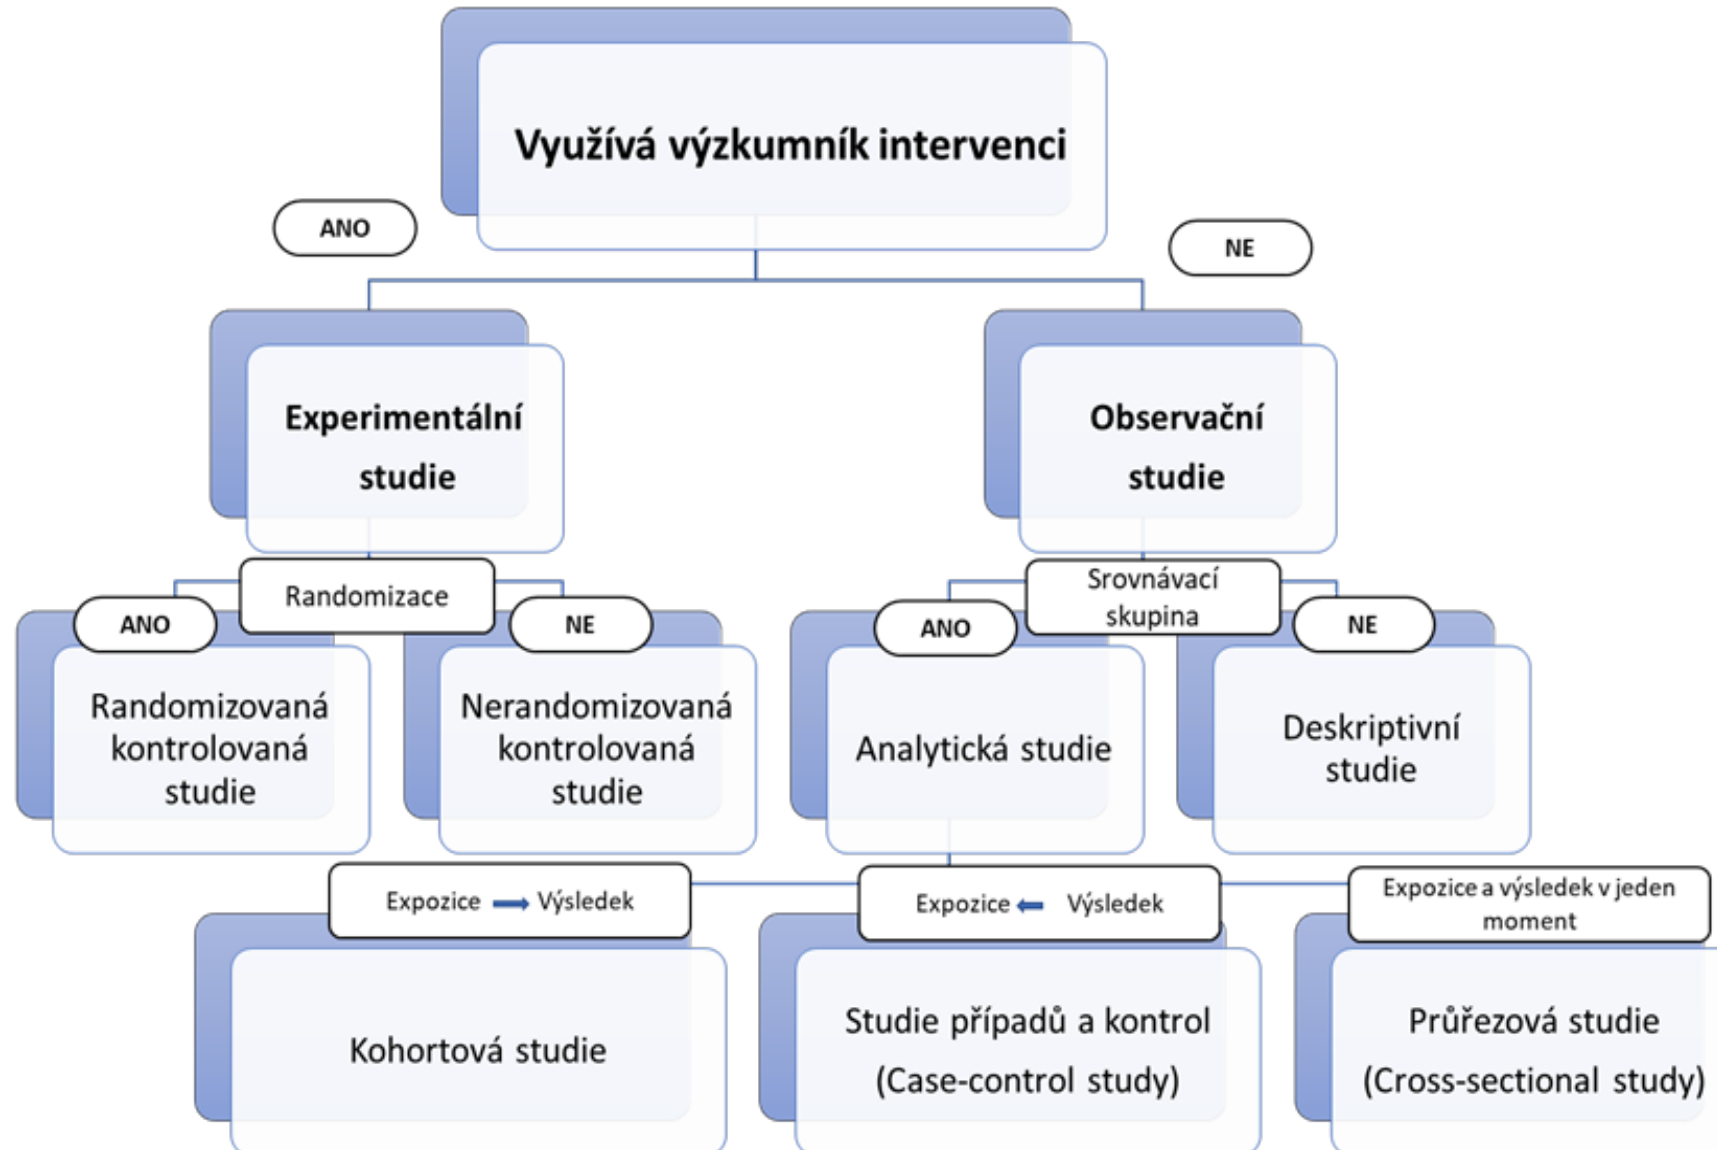 Využívá výzkumník intervenci
ANO
NE
Experimentální
studie
Observační
studie
Randomizace
Srovnávací
skupina
ANO
NE
ANO
NE
Randomizovaná
kontrolovaná
studie
Nerandomizovaná
kontrolovaná
studie
Analytická studie
Deskriptivní
studie
Expozice Výsledek
Expozice Výsledek
Expozice a výsledek v jeden
moment
Kohortová studie
Studie případů a kontrol
(Case-control study)
Průřezová studie
(Cross-sectional study)